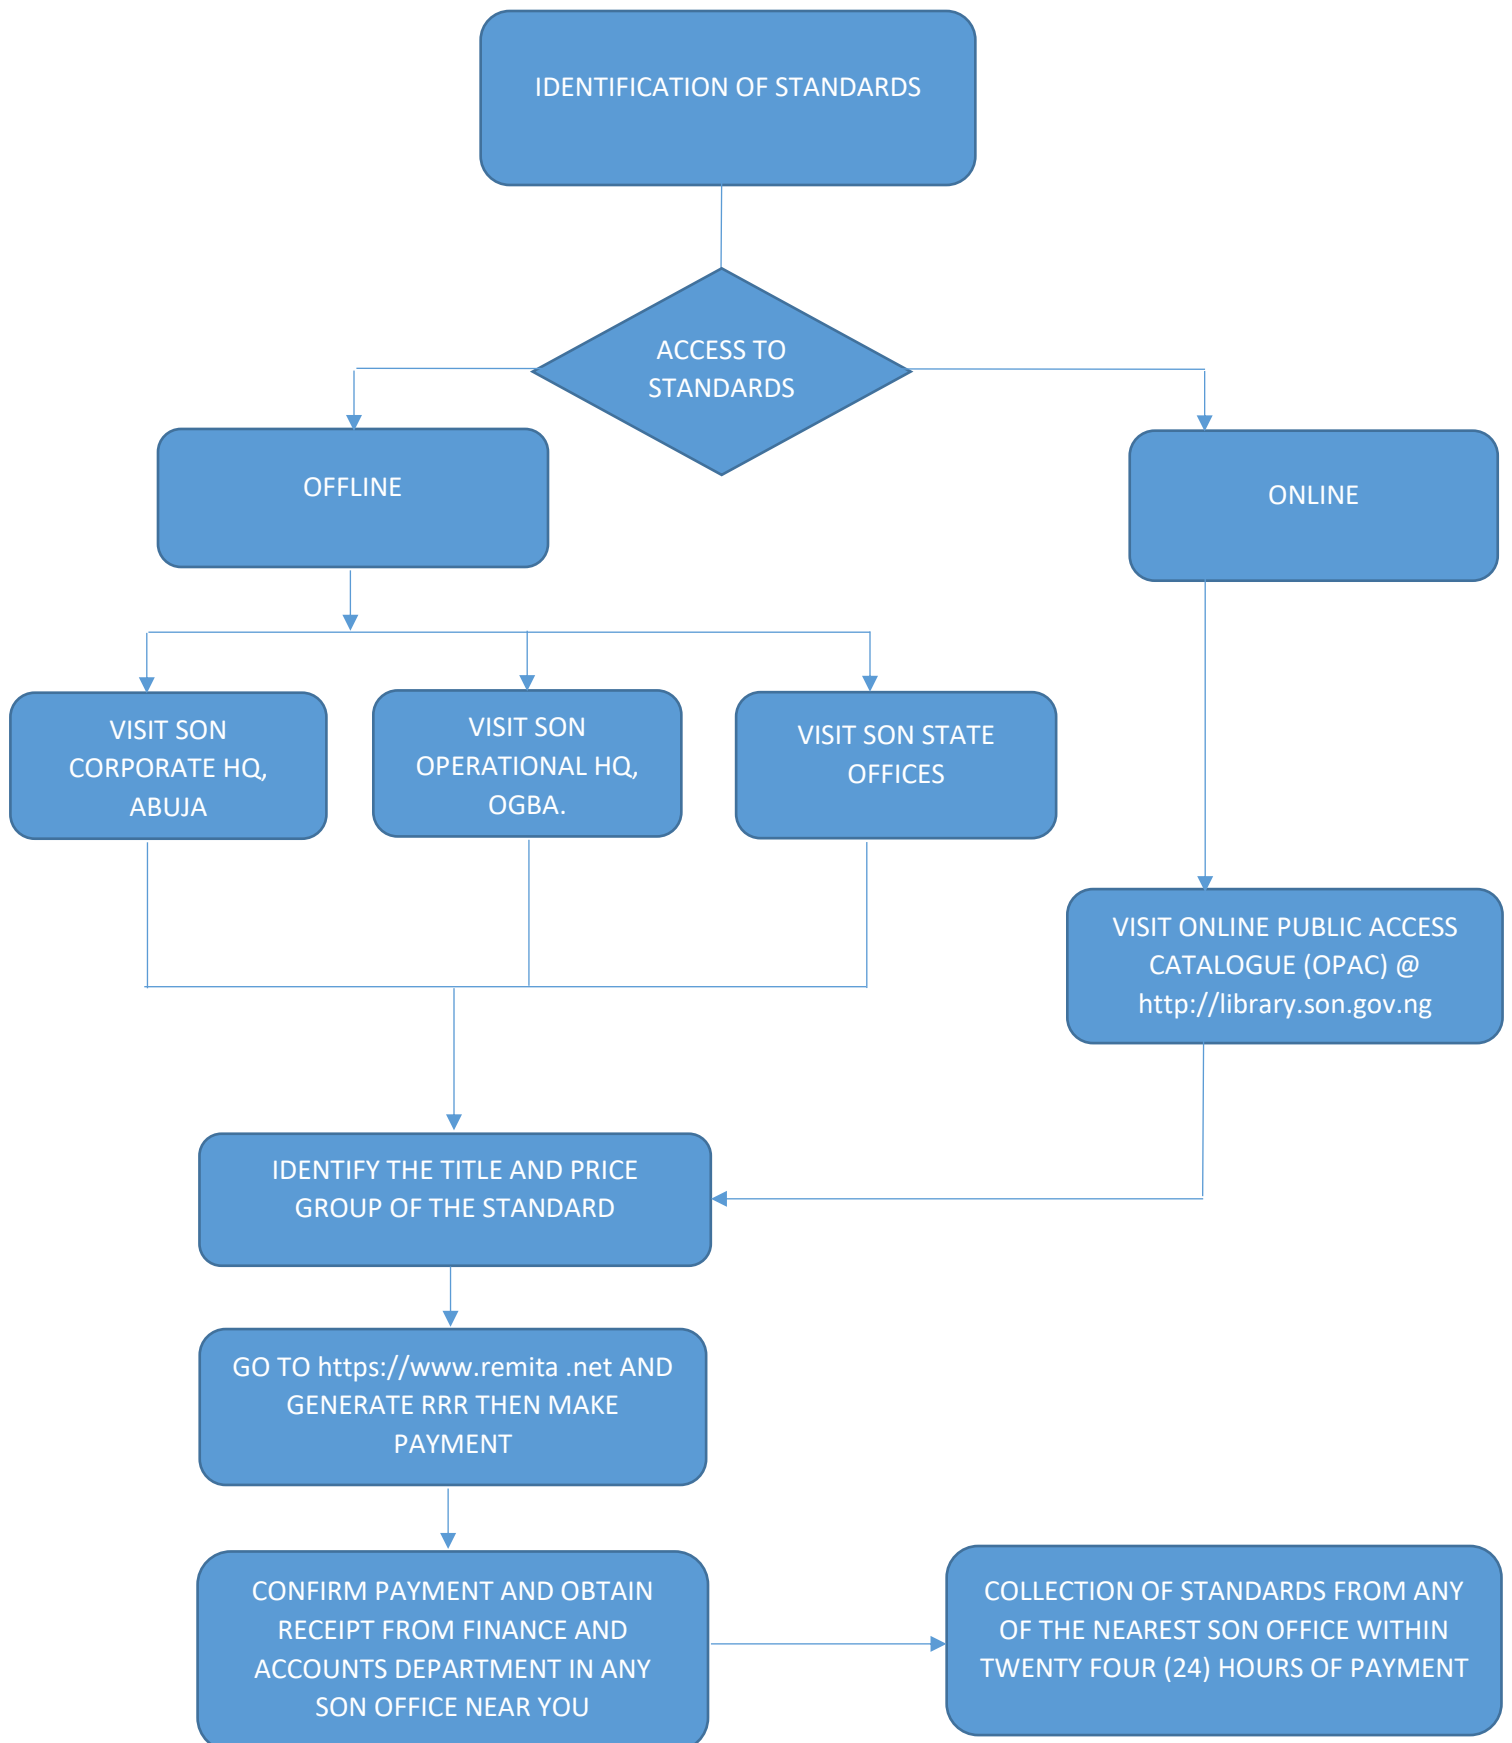 IDENTIFICATION OF STANDARDS
ACCESS TO
STANDARDS
OFFLINE
ONLINE
VISIT SON
CORPORATE HQ,
ABUJA
VISIT SON
OPERATIONAL HQ,
OGBA.
VISIT SON STATE
OFFICES
VISIT ONLINE PUBLIC ACCESS
CATALOGUE (OPAC) @
http://library.son.gov.ng
IDENTIFY THE TITLE AND PRICE
GROUP OF THE STANDARD
GO TO https://www.remita .net AND
GENERATE RRR THEN MAKE
PAYMENT
CONFIRM PAYMENT AND OBTAIN
RECEIPT FROM FINANCE AND
ACCOUNTS DEPARTMENT IN ANY
SON OFFICE NEAR YOU
COLLECTION OF STANDARDS FROM ANY
OF THE NEAREST SON OFFICE WITHIN
TWENTY FOUR (24) HOURS OF PAYMENT